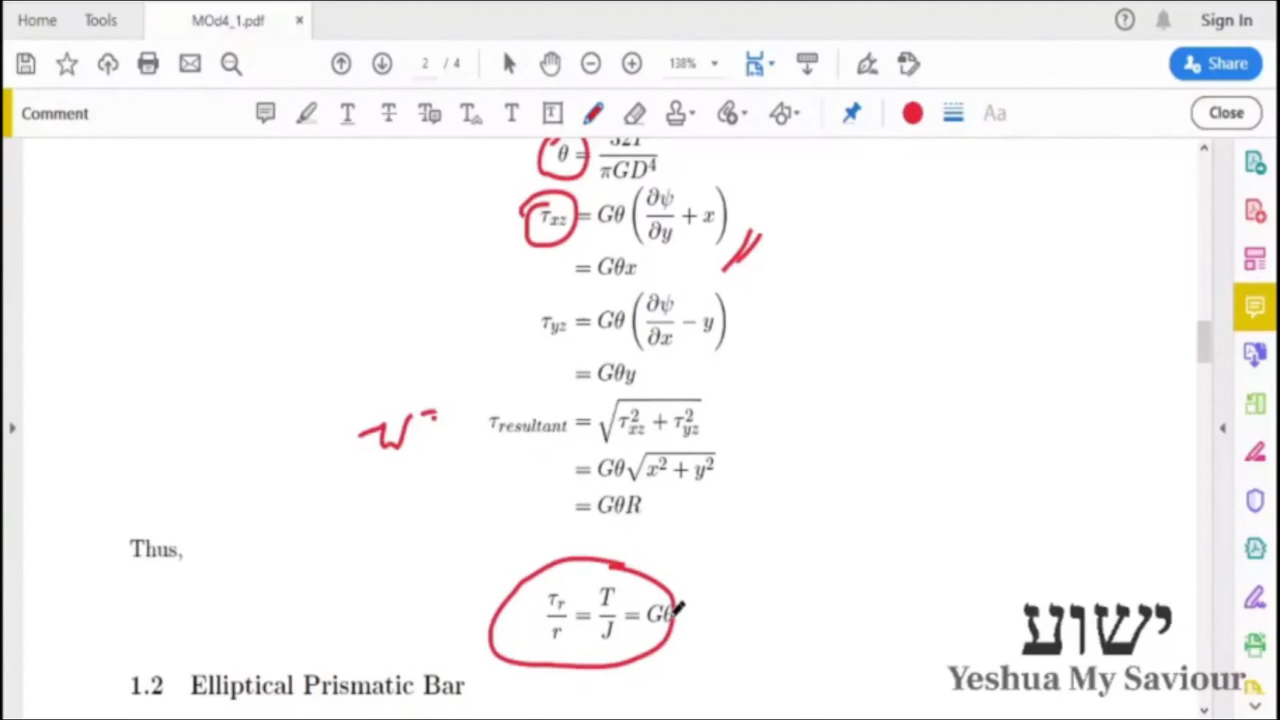 Home Tools MOd4_1.pdf × Sign In
2 / 4 138% Share
Comment Aa Close
θ = 32T / πGD⁴
τxz = Gθ (∂ψ/∂y + x)
= Gθx
τyz = Gθ (∂ψ/∂x − y)
= Gθy
τresultant = √(τ²xz + τ²yz)
= Gθ√(x² + y²)
= GθR
Thus,
τr/r = T/J = Gθ
ישוע
Yeshua My Saviour
1.2 Elliptical Prismatic Bar